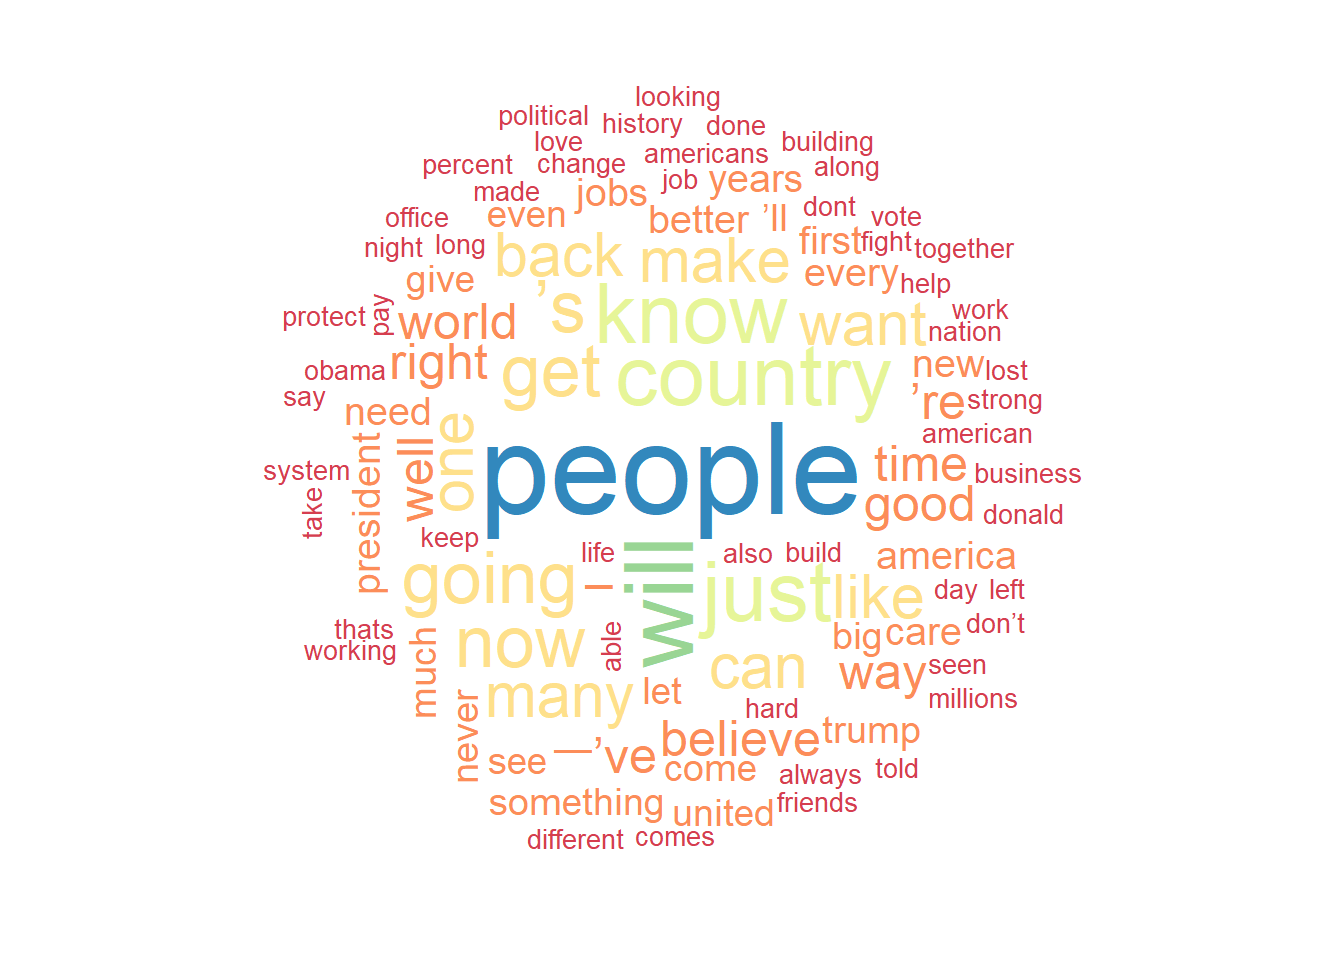 looking
political
history
done
love
americans
building
percent
change
job
years
along
made
jobs
office
even
better
’ll
dont
vote
night
long
back
make
first
fight
together
give
every
help
protect
pay
world
’s
know
want
work
nation
obama
right
get
country
new
lost
say
need
’re
strong
american
system
president
well
one
people
time
business
take
good
donald
keep
life
will
also
build
america
going
–
just
like
day
left
thats
working
much
now
able
can
big
care
don’t
way
seen
never
many
let
hard
millions
see
—
’ve
believe
trump
come
always
told
something
united
friends
different
comes